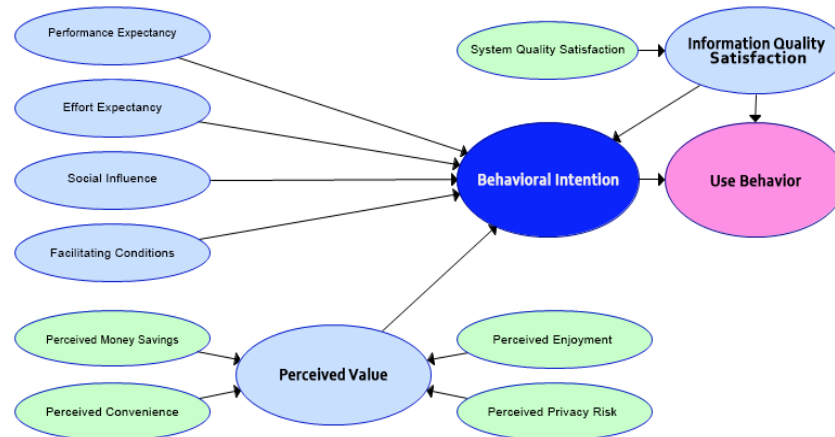 Performance Expectancy
System Quality Satisfaction
Information Quality
Satisfaction
Effort Expectancy
Social Influence
Behavioral Intention
Use Behavior
Facilitating Conditions
Perceived Money Savings
Perceived Enjoyment
Perceived Value
Perceived Convenience
Perceived Privacy Risk